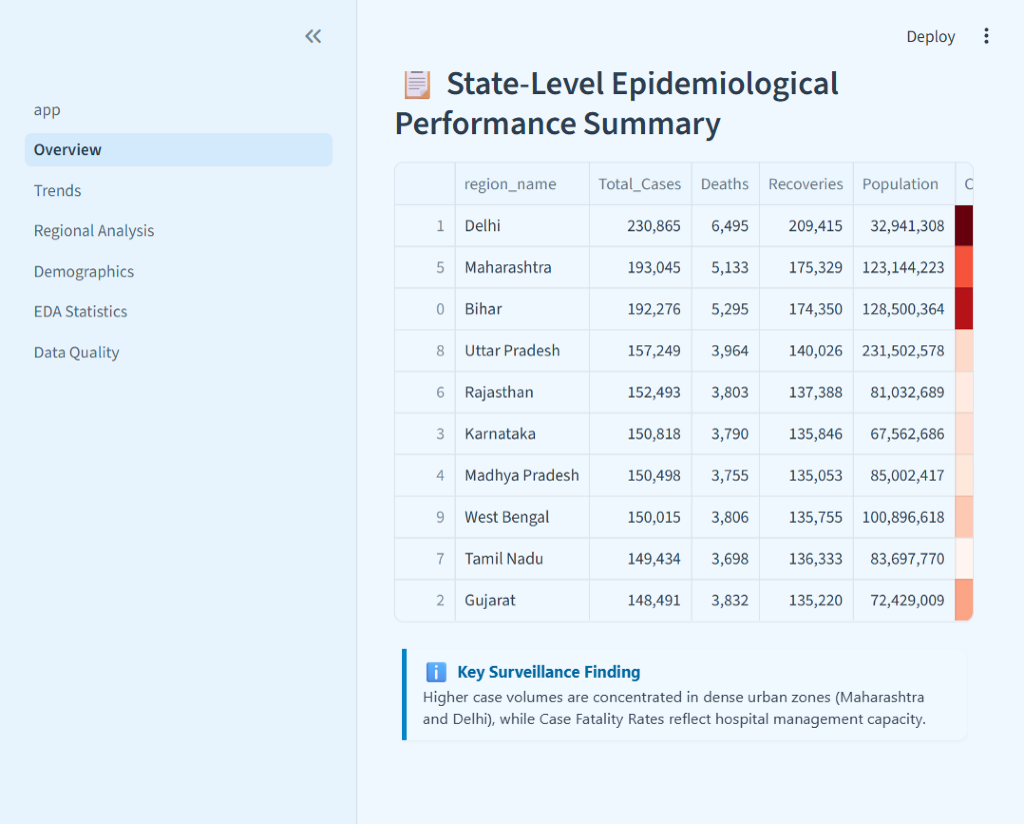 Deploy
app
Overview
Trends
Regional Analysis
Demographics
EDA Statistics
Data Quality
State-Level Epidemiological
Performance Summary
region_name Total_Cases Deaths Recoveries Population
1 Delhi 230,865 6,495 209,415 32,941,308
5 Maharashtra 193,045 5,133 175,329 123,144,223
0 Bihar 192,276 5,295 174,350 128,500,364
8 Uttar Pradesh 157,249 3,964 140,026 231,502,578
6 Rajasthan 152,493 3,803 137,388 81,032,689
3 Karnataka 150,818 3,790 135,846 67,562,686
4 Madhya Pradesh 150,498 3,755 135,053 85,002,417
9 West Bengal 150,015 3,806 135,755 100,896,618
7 Tamil Nadu 149,434 3,698 136,333 83,697,770
2 Gujarat 148,491 3,832 135,220 72,429,009
Key Surveillance Finding
Higher case volumes are concentrated in dense urban zones (Maharashtra
and Delhi), while Case Fatality Rates reflect hospital management capacity.